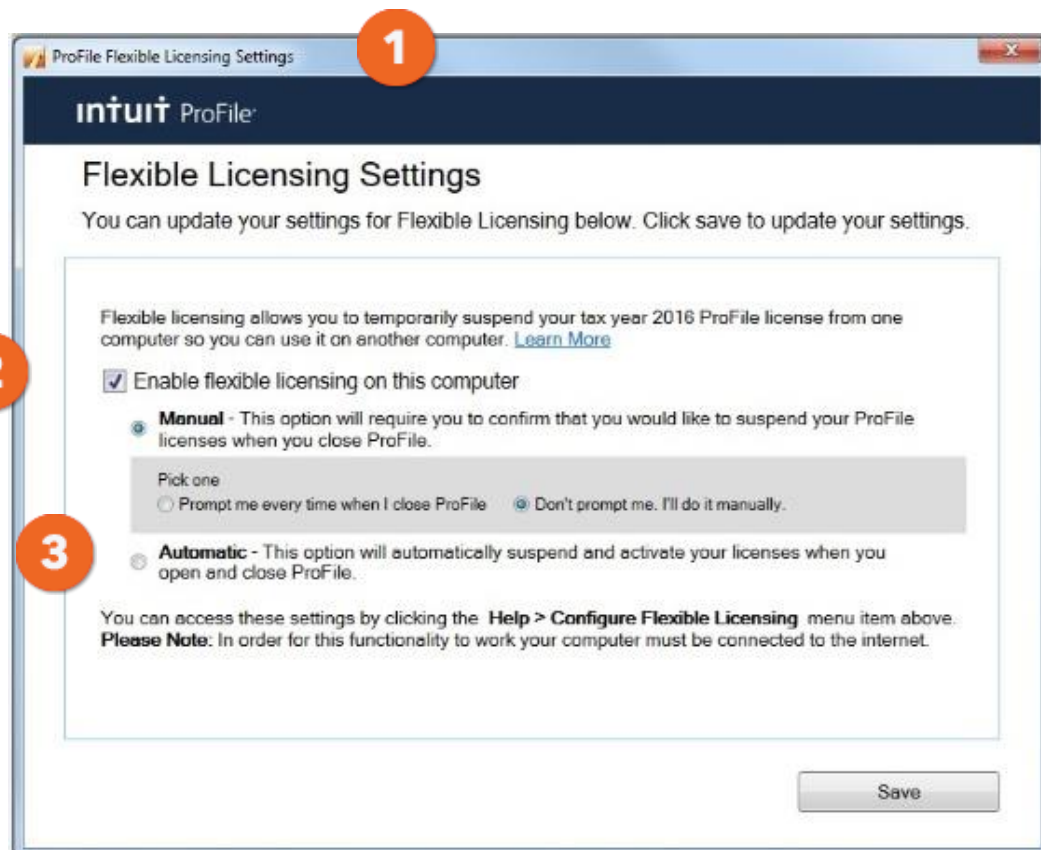 1
ProFile Flexible Licensing Settings
intuit ProFile
Flexible Licensing Settings
You can update your settings for Flexible Licensing below. Click save to update your settings.
Flexible licensing allows you to temporarily suspend your tax year 2016 ProFile license from one
computer so you can use it on another computer. Learn More
2
Enable flexible licensing on this computer
Manual - This option will require you to confirm that you would like to suspend your ProFile
licenses when you close ProFile.
Pick one
Prompt me every time when I close ProFile Don't prompt me. I'll do it manually.
3
Automatic - This option will automatically suspend and activate your licenses when you
open and close ProFile.
You can access these settings by clicking the Help > Configure Flexible Licensing menu item above.
Please Note: In order for this functionality to work your computer must be connected to the internet.
Save